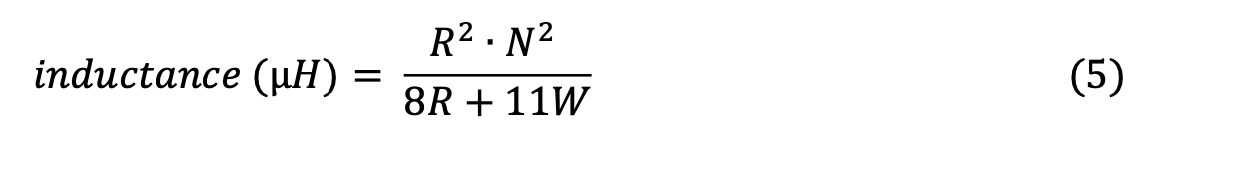 inductance (μH) = R² · N² / 8R + 11W (5)